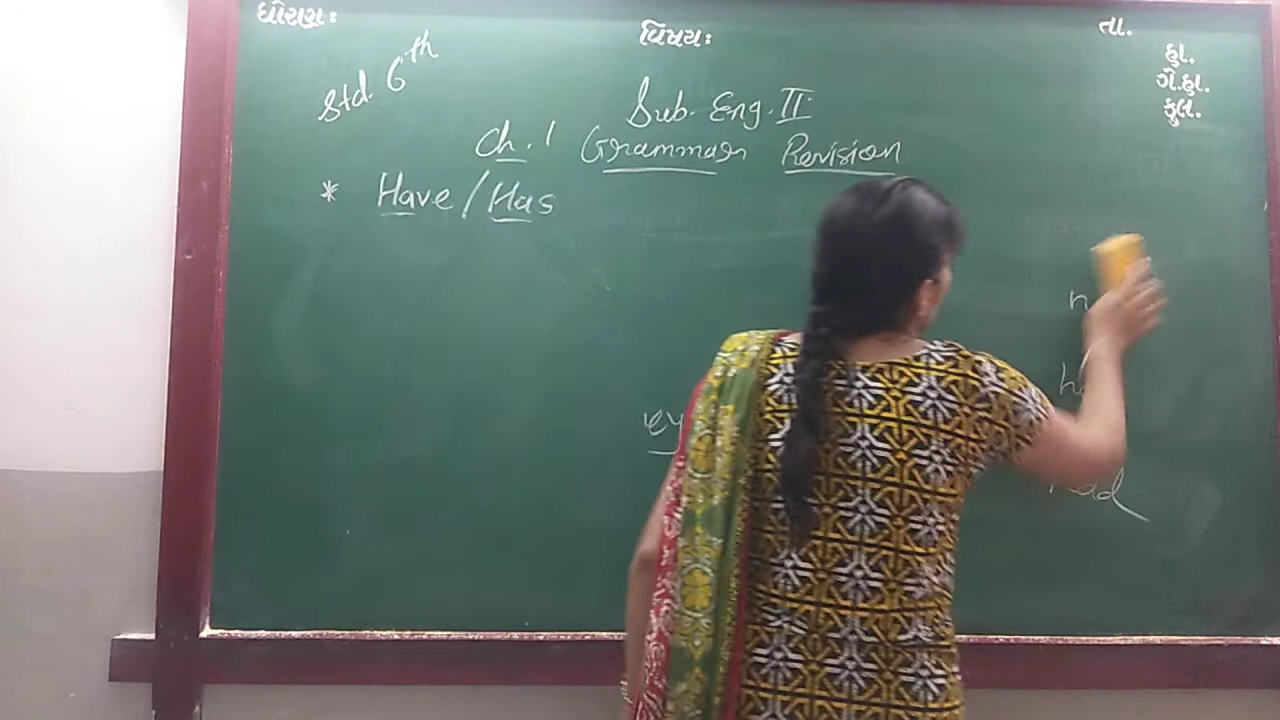 ધોરણઃ
વિષયઃ
તા.
હા.
ગે.હા.
કુલ.
Std. 6th
Sub. Eng. II
Ch. 1 Grammar Revision
* Have / Has